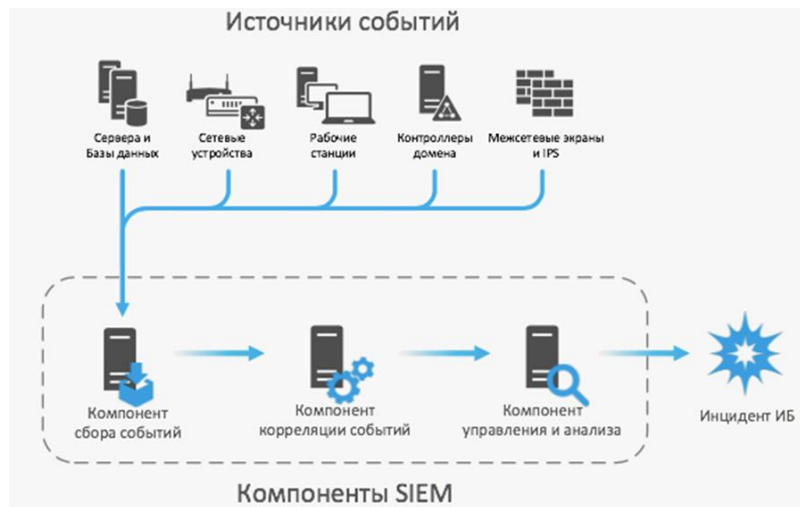 Источники событий
Сервера и
Базы данных
Сетевые
устройства
Рабочие
станции
Контроллеры
домена
Межсетевые экраны
и IPS
Компонент
сбора событий
Компонент
корреляции событий
Компонент
управления и анализа
Инцидент ИБ
Компоненты SIEM